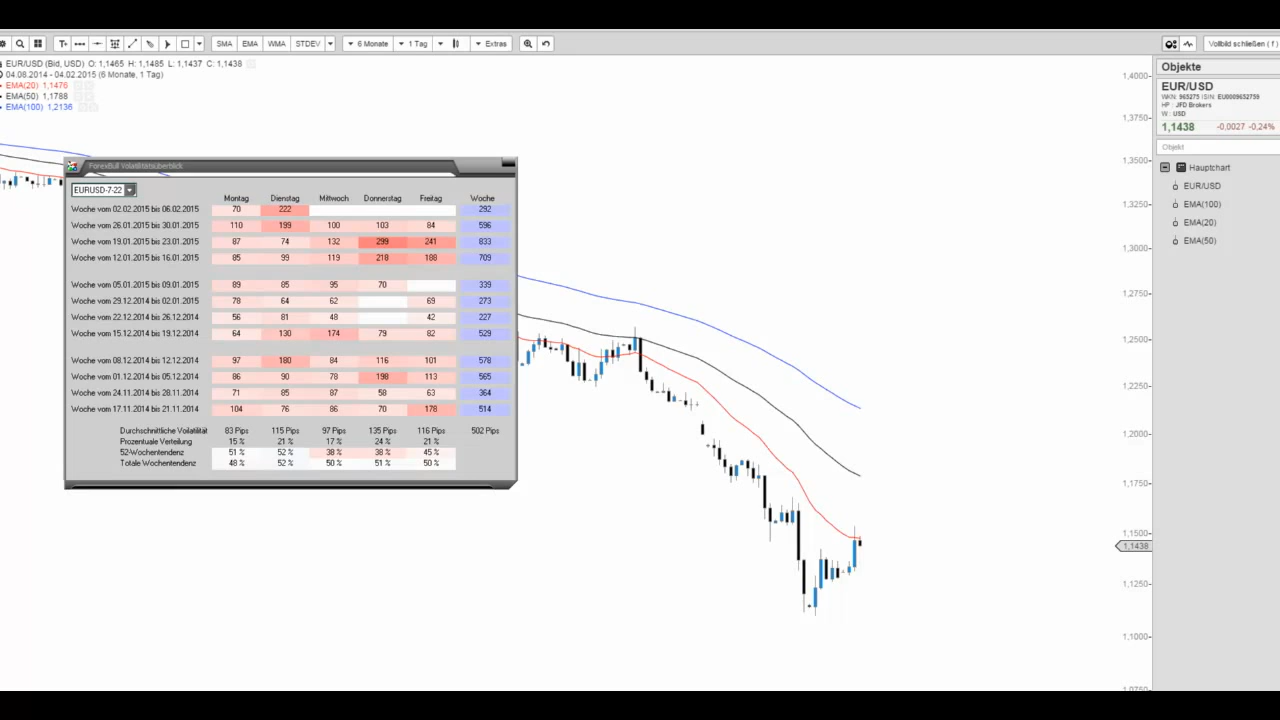 SMA EMA WMA STDEV 6 Monate 1 Tag Extras Vollbild schließen ( f )
EUR/USD (Bid, USD) O: 1,1465 H: 1,1485 L: 1,1437 C: 1,1438
04.08.2014 - 04.02.2015 (6 Monate, 1 Tag)
EMA(20) 1,1476
EMA(50) 1,1788
EMA(100) 1,2136
ForexBull Volatilitätsüberblick
EURUSD-7-22
Montag Dienstag Mittwoch Donnerstag Freitag Woche
Woche vom 02.02.2015 bis 06.02.2015 70 222 292
Woche vom 26.01.2015 bis 30.01.2015 110 199 100 103 84 596
Woche vom 19.01.2015 bis 23.01.2015 87 74 132 299 241 833
Woche vom 12.01.2015 bis 16.01.2015 85 99 119 218 188 709
Woche vom 05.01.2015 bis 09.01.2015 89 85 95 70 339
Woche vom 29.12.2014 bis 02.01.2015 78 64 62 69 273
Woche vom 22.12.2014 bis 26.12.2014 56 81 48 42 227
Woche vom 15.12.2014 bis 19.12.2014 64 130 174 79 82 529
Woche vom 08.12.2014 bis 12.12.2014 97 180 84 116 101 578
Woche vom 01.12.2014 bis 05.12.2014 86 90 78 198 113 565
Woche vom 24.11.2014 bis 28.11.2014 71 85 87 58 63 364
Woche vom 17.11.2014 bis 21.11.2014 104 76 86 70 178 514
Durchschnittliche Voilatilität 83 Pips 115 Pips 97 Pips 135 Pips 116 Pips 502 Pips
Prozentuale Verteilung 15 % 21 % 17 % 24 % 21 %
52-Wochentendenz 51 % 52 % 38 % 38 % 45 %
Totale Wochentendenz 48 % 52 % 50 % 51 % 50 %
1,4000
1,3750
1,3500
1,3250
1,3000
1,2750
1,2500
1,2250
1,2000
1,1750
1,1500
1,1438
1,1250
1,1000
1,0750
Objekte
EUR/USD
WKN: 965275 ISIN: EU0009652759
HP : JFD Brokers
W.: USD
1,1438 -0,0027 -0,24%
Objekt
Hauptchart
EUR/USD
EMA(100)
EMA(20)
EMA(50)